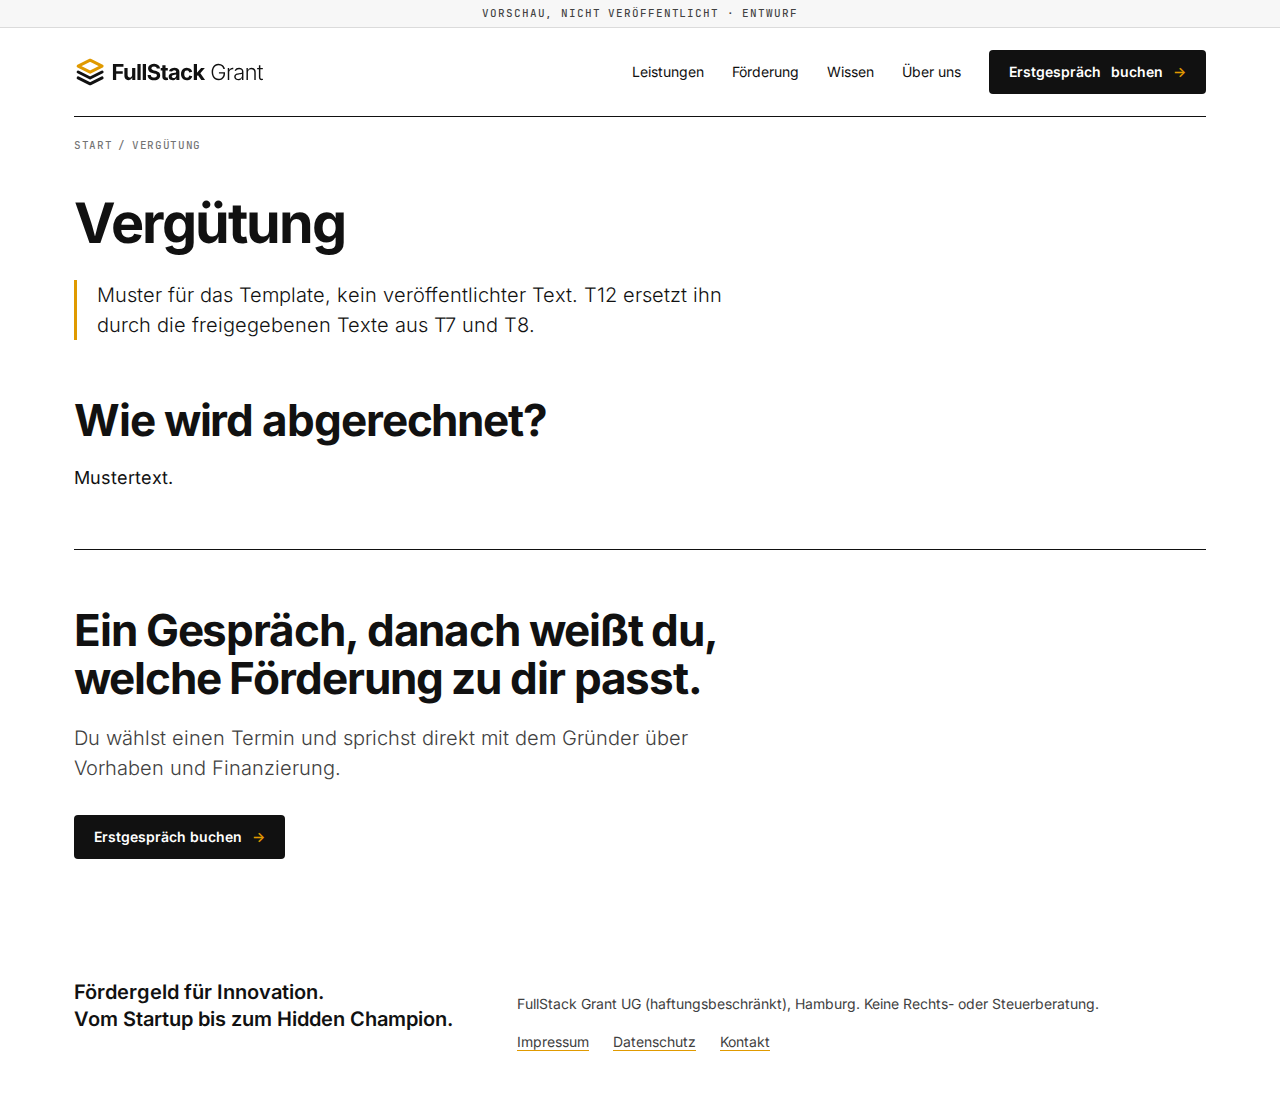 VORSCHAU, NICHT VERÖFFENTLICHT · ENTWURF
FullStack Grant
Leistungen
Förderung
Wissen
Über uns
Erstgespräch buchen →
START / VERGÜTUNG
Vergütung
Muster für das Template, kein veröffentlichter Text. T12 ersetzt ihn
durch die freigegebenen Texte aus T7 und T8.
Wie wird abgerechnet?
Mustertext.
Ein Gespräch, danach weißt du,
welche Förderung zu dir passt.
Du wählst einen Termin und sprichst direkt mit dem Gründer über
Vorhaben und Finanzierung.
Erstgespräch buchen →
Fördergeld für Innovation.
Vom Startup bis zum Hidden Champion.
FullStack Grant UG (haftungsbeschränkt), Hamburg. Keine Rechts- oder Steuerberatung.
Impressum
Datenschutz
Kontakt